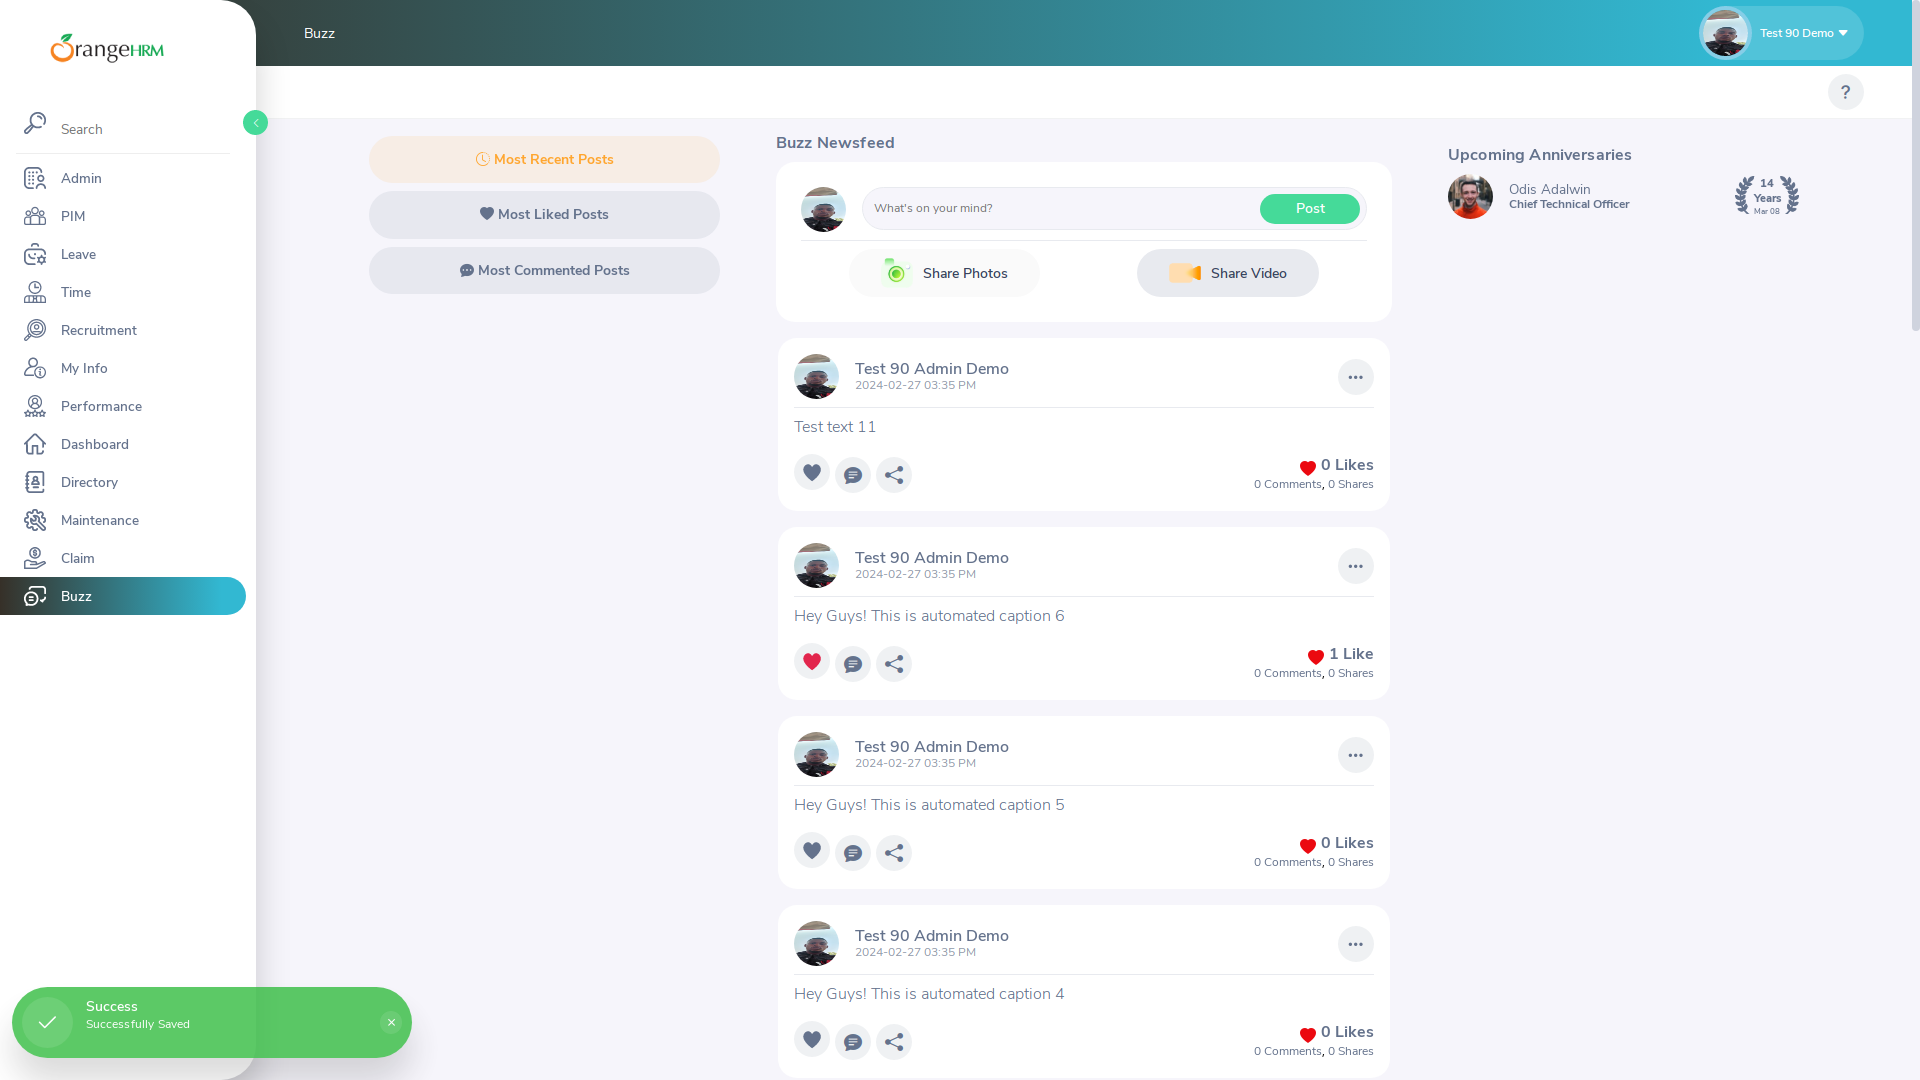 OrangeHRM
Search
Admin
PIM
Leave
Time
Recruitment
My Info
Performance
Dashboard
Directory
Maintenance
Claim
Buzz
Buzz
Test 90 Demo
?
Most Recent Posts
Most Liked Posts
Most Commented Posts
Buzz Newsfeed
What's on your mind?
Post
Share Photos
Share Video
Test 90 Admin Demo
2024-02-27 03:35 PM
Test text 11
0 Likes
0 Comments, 0 Shares
Test 90 Admin Demo
2024-02-27 03:35 PM
Hey Guys! This is automated caption 6
1 Like
0 Comments, 0 Shares
Test 90 Admin Demo
2024-02-27 03:35 PM
Hey Guys! This is automated caption 5
0 Likes
0 Comments, 0 Shares
Test 90 Admin Demo
2024-02-27 03:35 PM
Hey Guys! This is automated caption 4
0 Likes
0 Comments, 0 Shares
Upcoming Anniversaries
Odis Adalwin
Chief Technical Officer
14
Years
Mar 08
Success
Successfully Saved